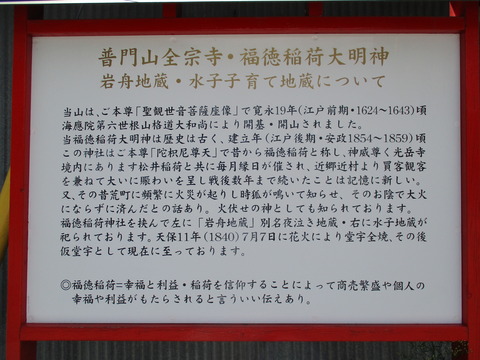 普門山全宗寺・福徳稲荷大明神
岩舟地蔵・水子子育て地蔵について
当山は、ご本尊「聖観世音菩薩座像」で寛永19年(江戸前期・1624～1643)頃
海應院第六世根山格道大和尚により開基・開山されました。
当福徳稲荷大明神は歴史は古く、建立年(江戸後期・安政1854～1859)頃
この神社はご本尊「陀枳尼尊天」で昔から福徳稲荷と称し、神威尊く光岳寺
境内にあります松井稲荷と共に毎月縁日が催され、近郷近村より買客観客
を兼ねて大いに賑わいを呈し戦後数年まで続いたことは記憶に新しい。
又、その昔荒町に頻繁に火災が起りし時狐が鳴いて知らせ、そのお陰で大火
にならずに済んだとの話あり。火伏せの神としても知られております。
福徳稲荷神社を挟んで左に「岩舟地蔵」別名夜泣き地蔵・右に水子地蔵が
祀られております。天保11年(1840)7月7日に花火により堂宇全焼、その後
仮堂宇として現在に至っております。
◎福徳稲荷=幸福と利益・稲荷を信仰することによって商売繁盛や個人の
幸福や利益がもたらされると言ういい伝えあり。